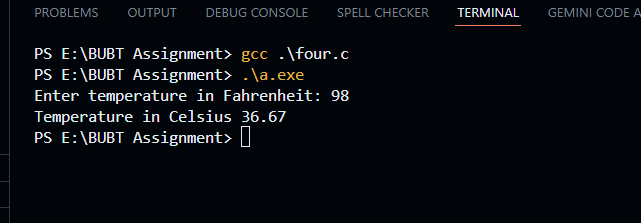 PROBLEMS OUTPUT DEBUG CONSOLE SPELL CHECKER TERMINAL GEMINI CODE A
PS E:\BUBT Assignment> gcc .\four.c
PS E:\BUBT Assignment> .\a.exe
Enter temperature in Fahrenheit: 98
Temperature in Celsius 36.67
PS E:\BUBT Assignment>